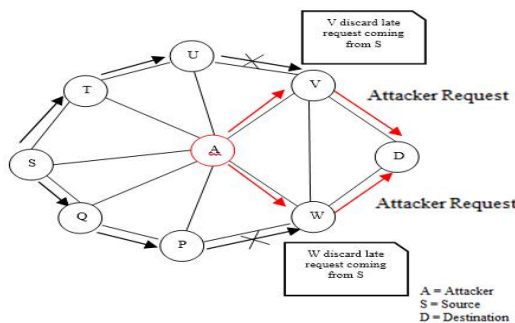 V discard late
request coming
from S
U
V
T
Attacker Request
A
S
D
Q
Attacker Request
W
P
W discard late
request coming
from S
A = Attacker
S = Source
D = Destination